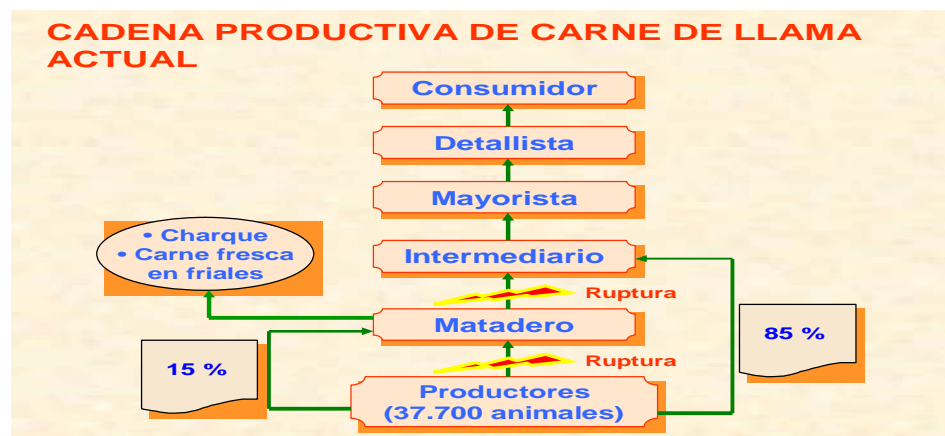 CADENA PRODUCTIVA DE CARNE DE LLAMA
ACTUAL
Consumidor
Detallista
Mayorista
• Charque
• Carne fresca
en friales
Intermediario
Ruptura
Matadero
85 %
15 %
Ruptura
Productores
(37.700 animales)